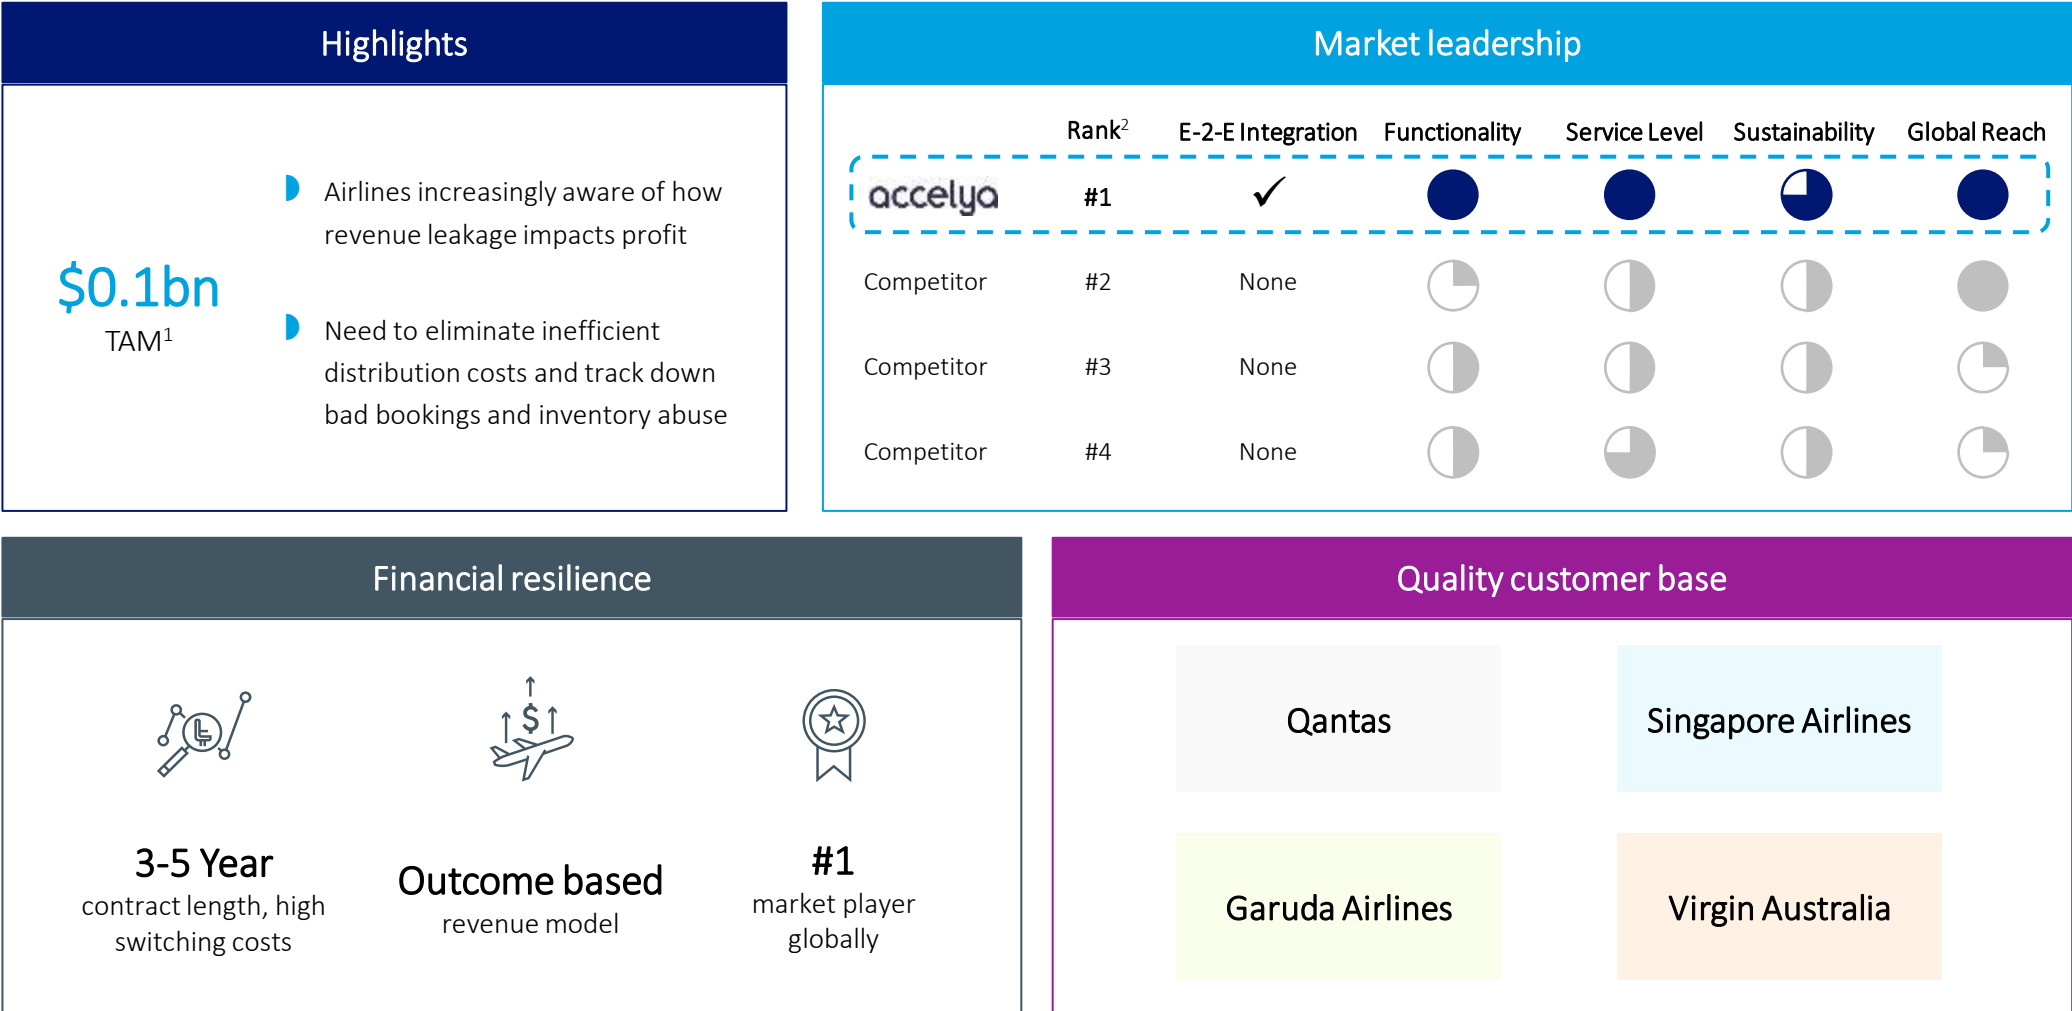 Highlights
$0.1bn
TAM1
Airlines increasingly aware of how
revenue leakage impacts profit
Need to eliminate inefficient
distribution costs and track down
bad bookings and inventory abuse
Market leadership
Rank2 E-2-E Integration Functionality Service Level Sustainability Global Reach
accelya #1
Competitor #2 None
Competitor #3 None
Competitor #4 None
Financial resilience
3-5 Year
contract length, high
switching costs
$
Outcome based
revenue model
#1
market player
globally
Quality customer base
Qantas
Singapore Airlines
Garuda Airlines
Virgin Australia